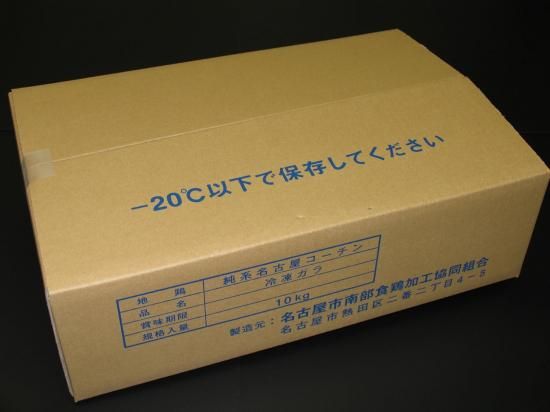 −20℃以下で保存してください
地鶏 純系名古屋コーチン
品名 冷凍ガラ
賞味期限
規格入量 10kg
製造元：名古屋市南部食鶏加工協同組合
名古屋市熱田区二番二丁目4-5